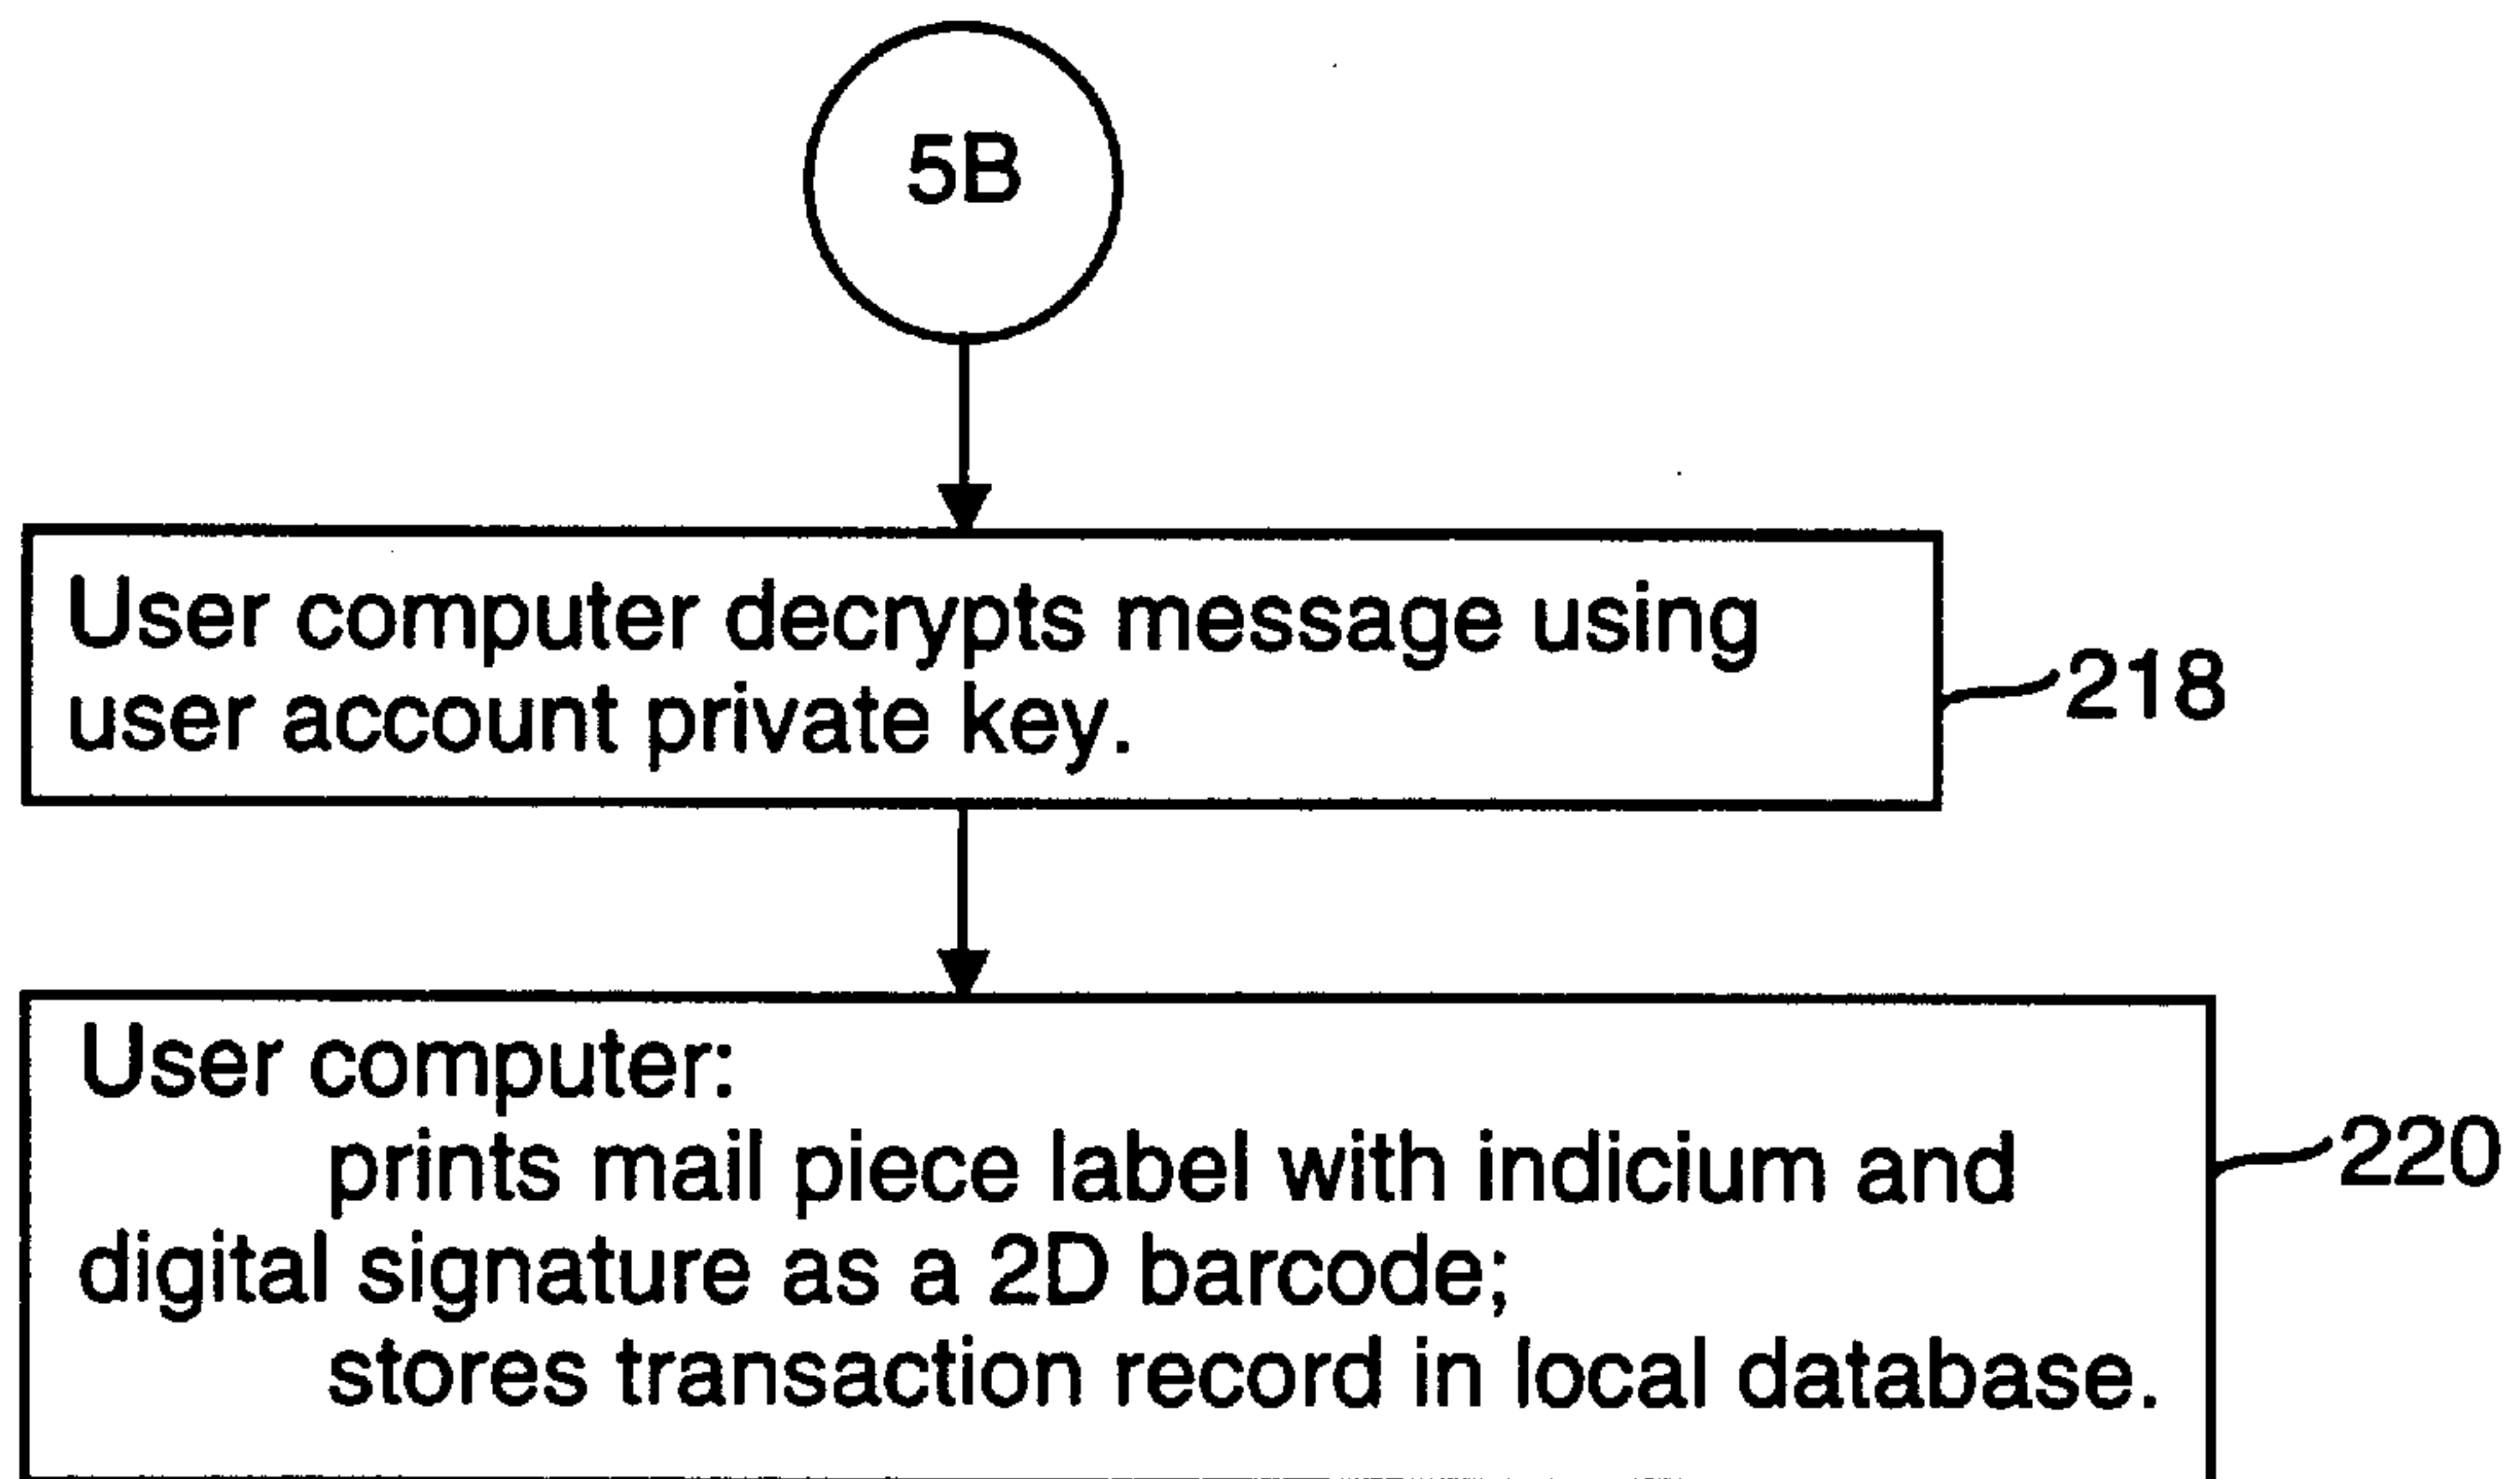 5B
User computer decrypts message using
user account private key.
218
User computer:
prints mail piece label with indicium and
digital signature as a 2D barcode;
stores transaction record in local database.
220